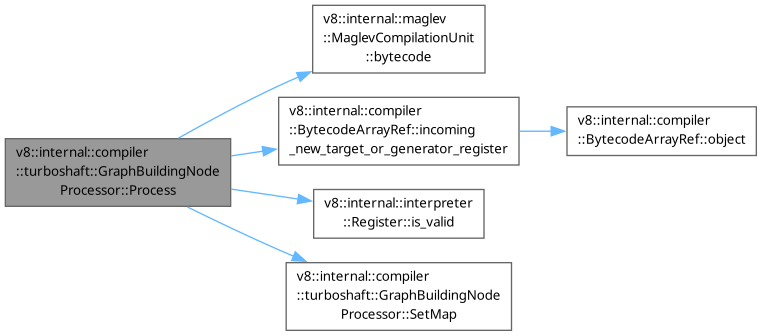 v8::internal::compiler
::turboshaft::GraphBuildingNode
Processor::Process
v8::internal::maglev
::MaglevCompilationUnit
::bytecode
v8::internal::compiler
::BytecodeArrayRef::incoming
_new_target_or_generator_register
v8::internal::compiler
::BytecodeArrayRef::object
v8::internal::interpreter
::Register::is_valid
v8::internal::compiler
::turboshaft::GraphBuildingNode
Processor::SetMap